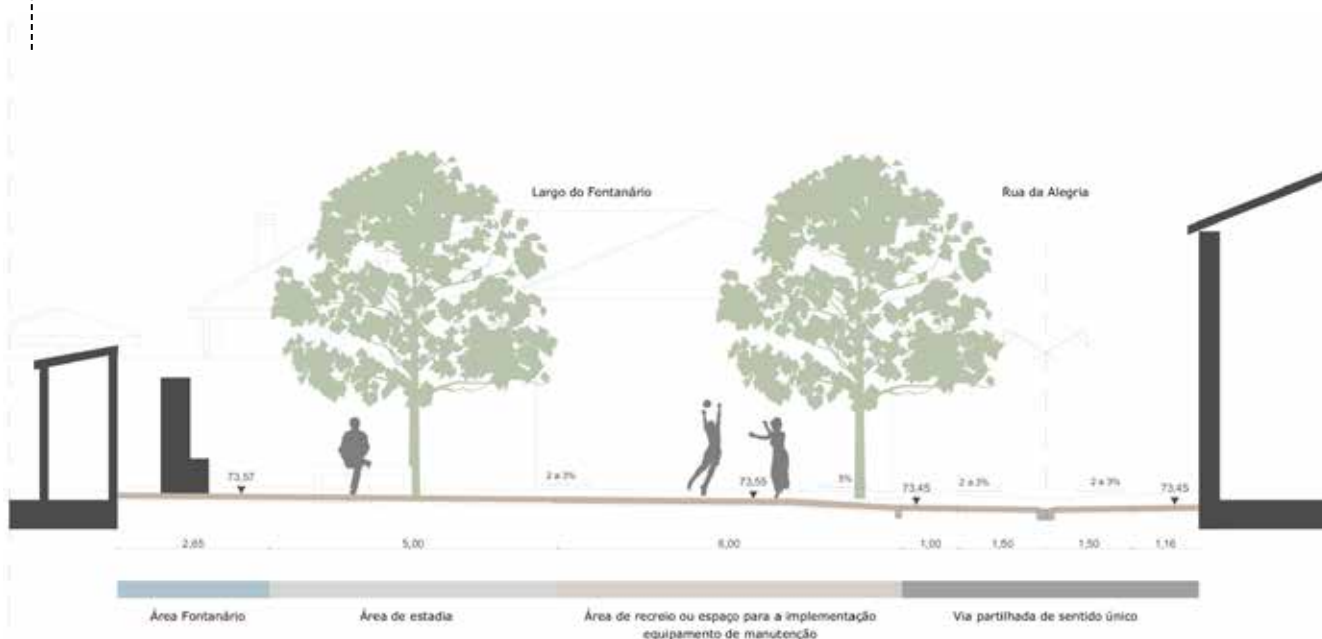 Largo do Fontanário
Rua da Alegria
73,57
2 a 3%
73,55
5%
73,45
2 a 3%
2 a 3%
73,45
2,65
5,00
6,00
1,00
1,50
1,50
1,16
Área Fontanário
Área de estadia
Área de recreio ou espaço para a implementação
equipamento de manutenção
Via partilhada de sentido único